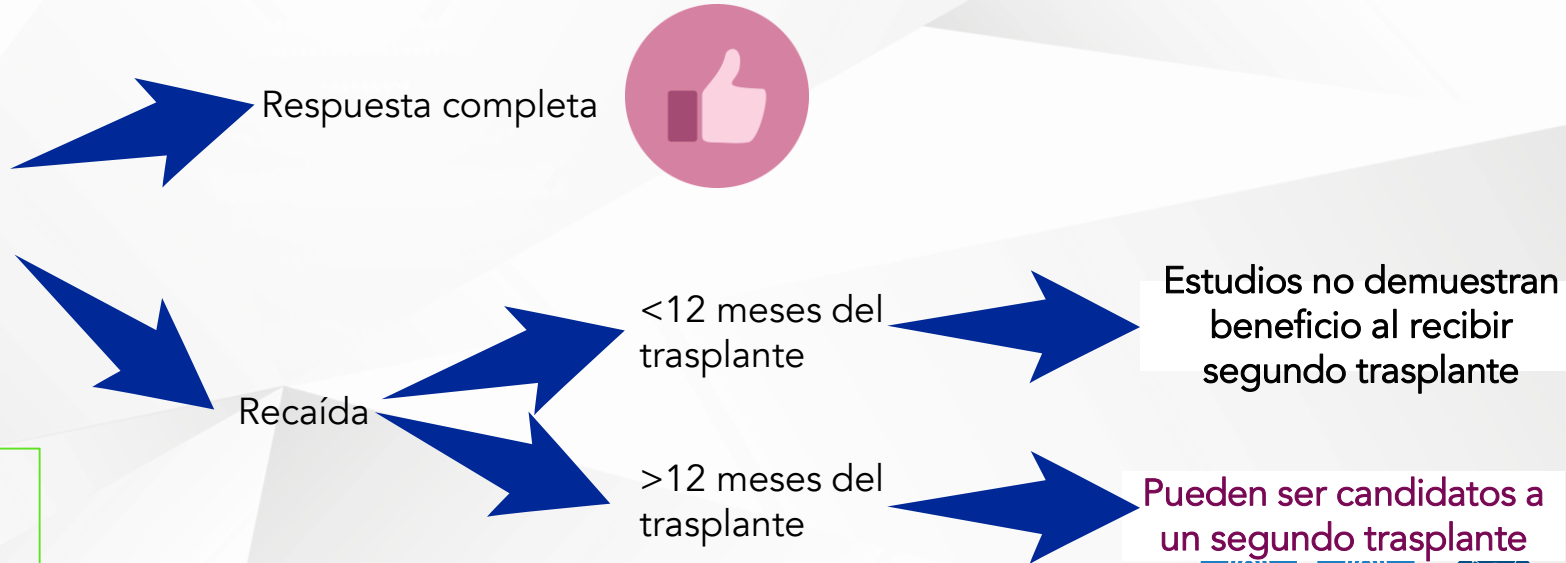 Respuesta completa
<12 meses del
trasplante
Estudios no demuestran
beneficio al recibir
segundo trasplante
Recaída
>12 meses del
trasplante
Pueden ser candidatos a
un segundo trasplante